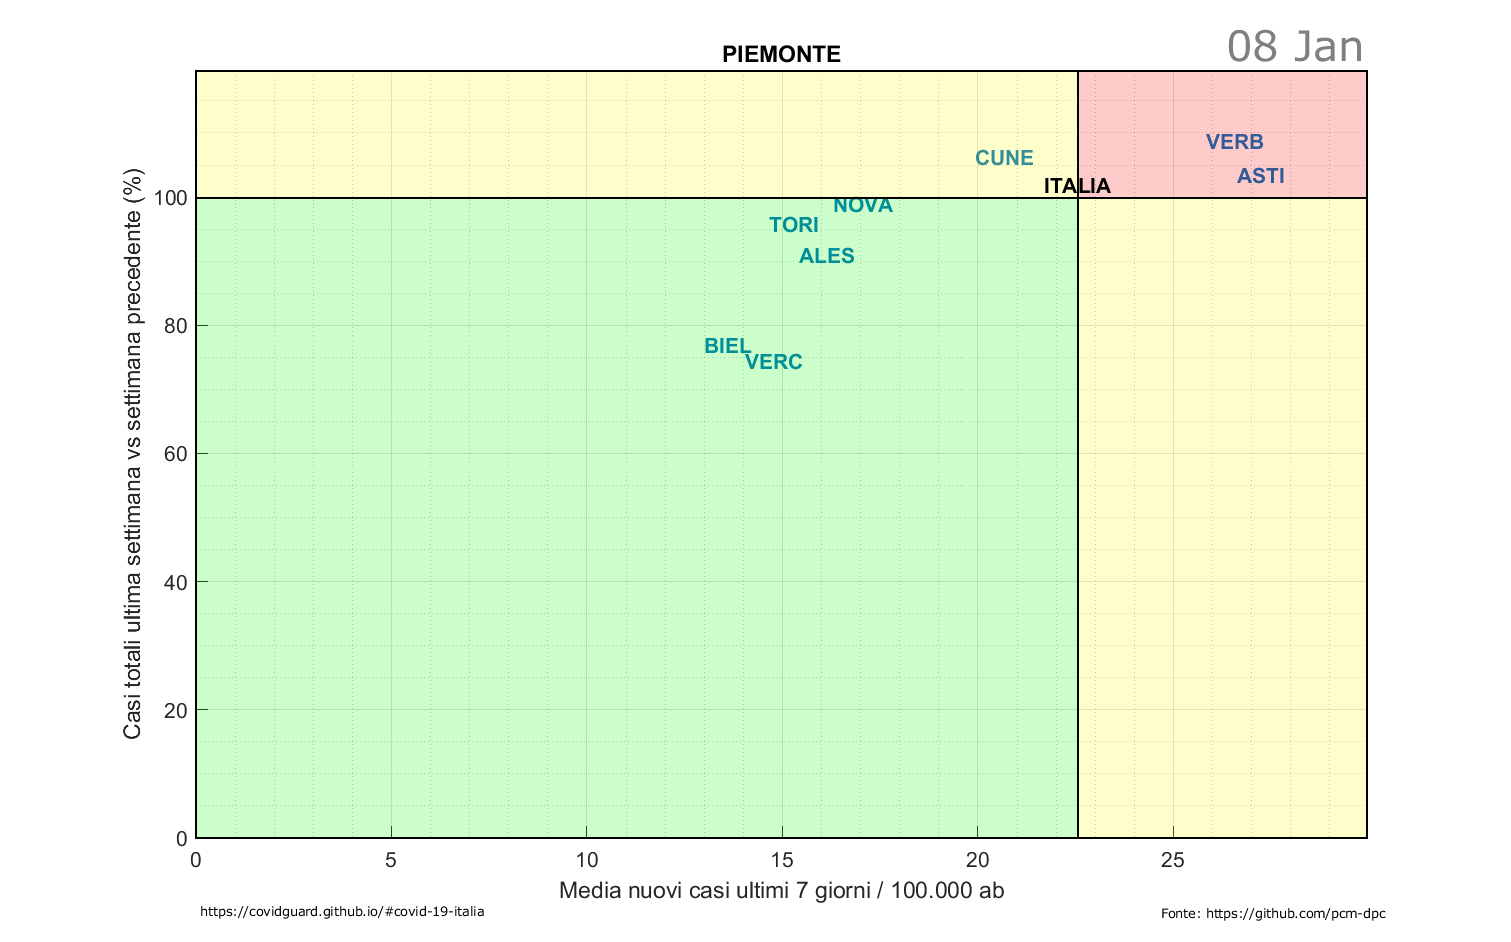 08 Jan
PIEMONTE
VERB
CUNE
ASTI
ITALIA
NOVA
TORI
ALES
BIEL
VERC
Casi totali ultima settimana vs settimana precedente (%)
100
80
60
40
20
0
0 5 10 15 20 25
Media nuovi casi ultimi 7 giorni / 100.000 ab
https://covidguard.github.io/#covid-19-italia
Fonte: https://github.com/pcm-dpc